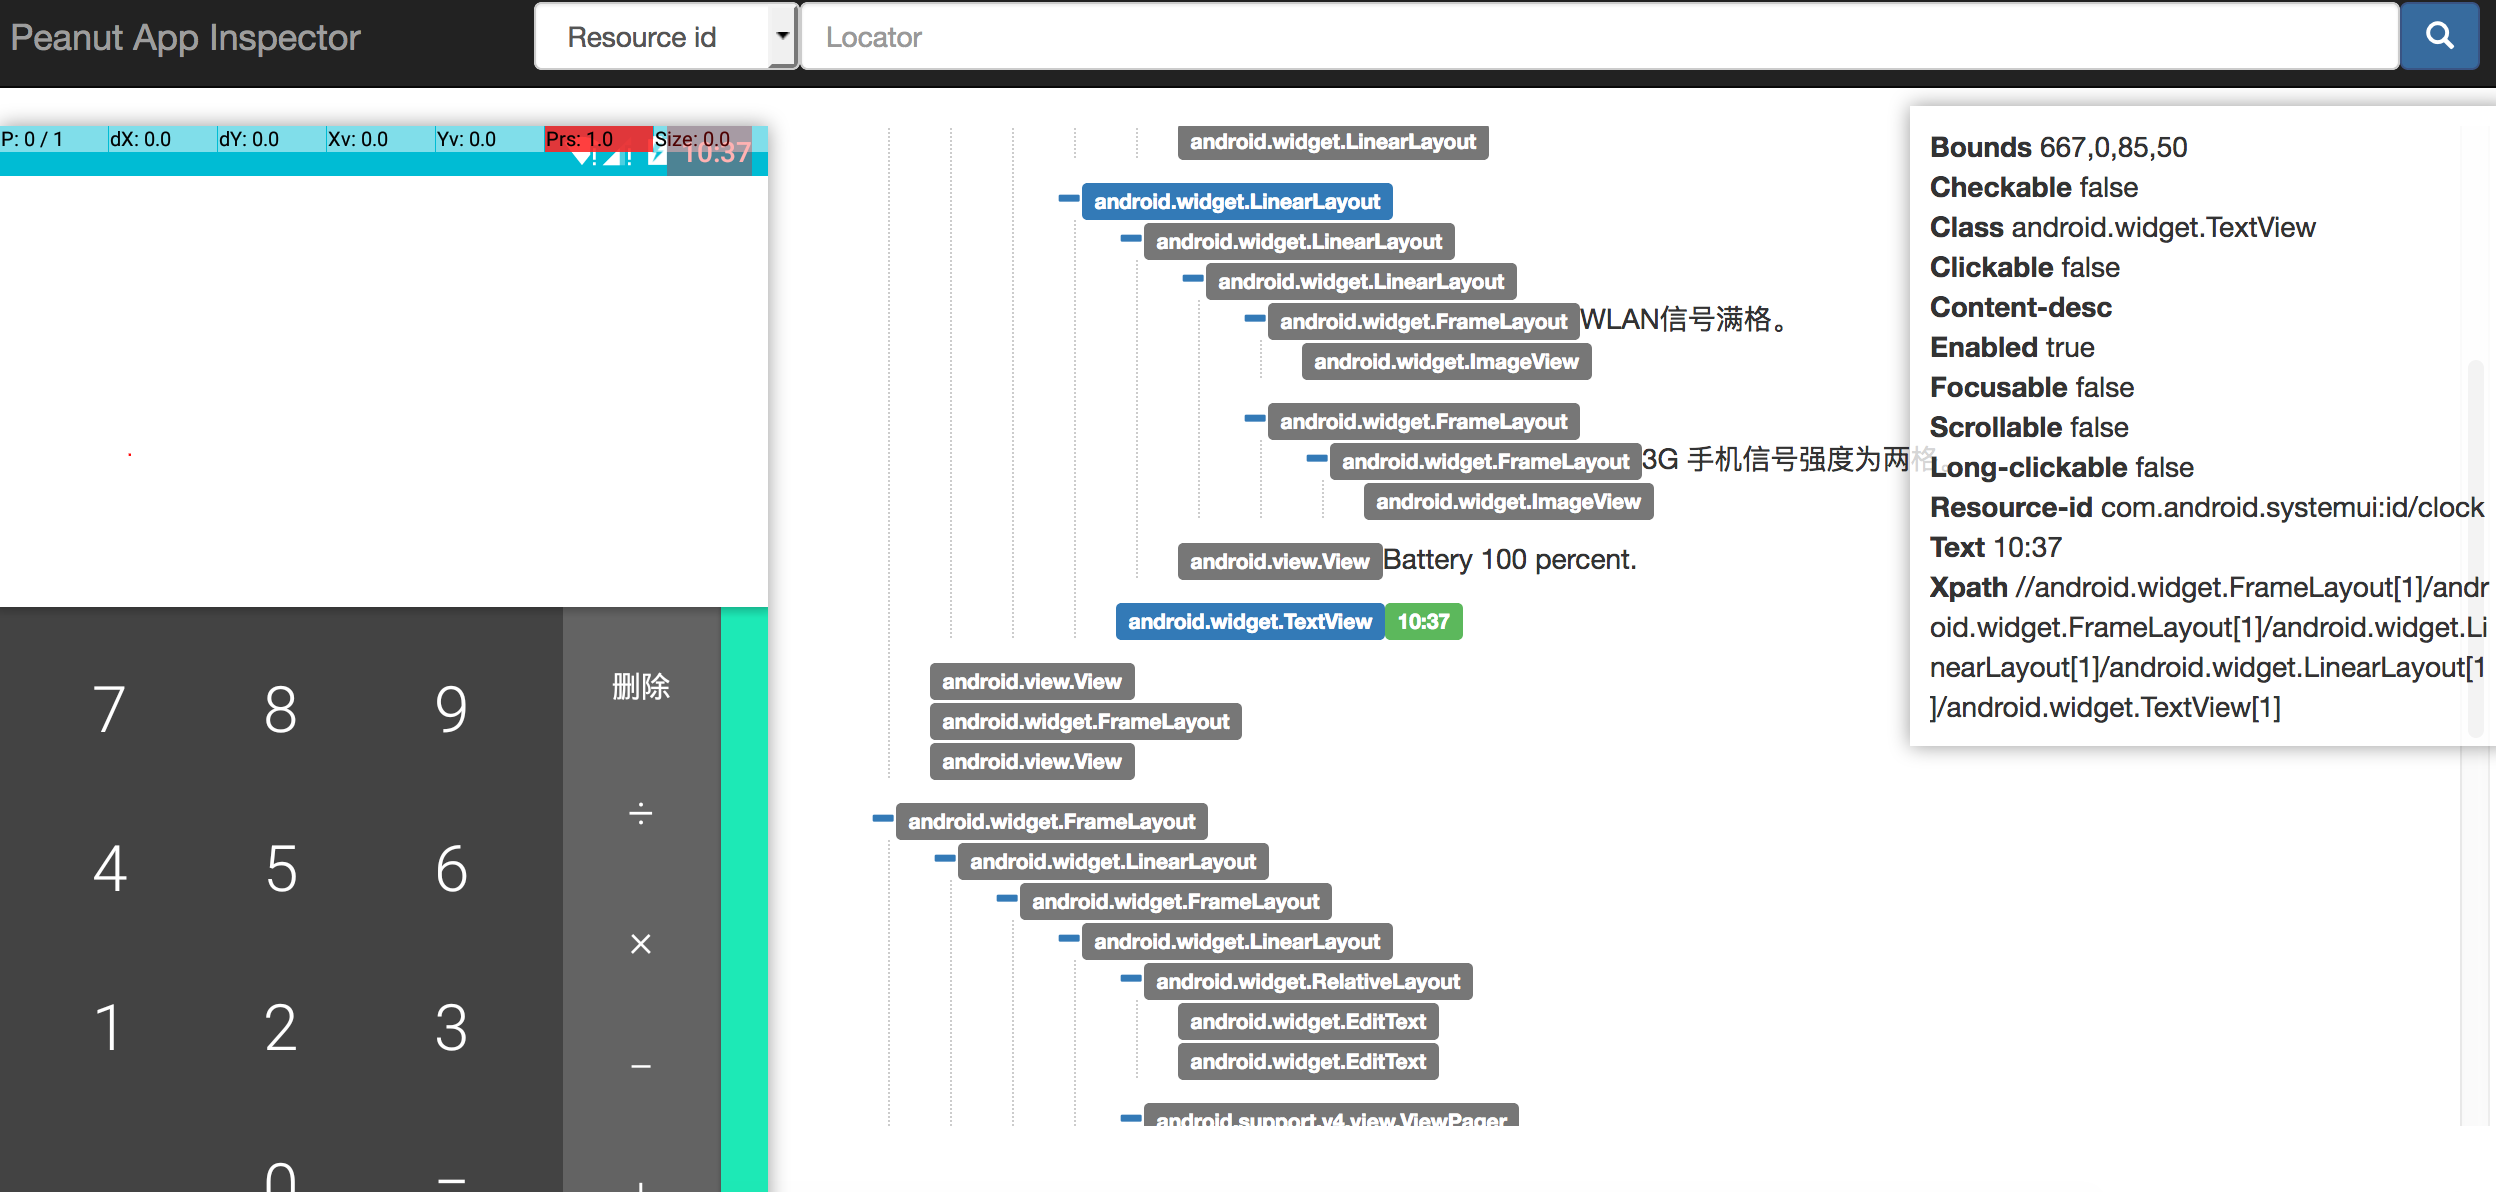 Peanut App Inspector
Resource id
Locator
P: 0 / 1
dX: 0.0
dY: 0.0
Xv: 0.0
Yv: 0.0
Prs: 1.0
Size: 0.0
10:37
删除
7
8
9
÷
4
5
6
×
1
2
3
−
0
=
+
android.widget.LinearLayout
android.widget.LinearLayout
android.widget.LinearLayout
android.widget.LinearLayout
android.widget.FrameLayout WLAN信号满格。
android.widget.ImageView
android.widget.FrameLayout
android.widget.FrameLayout 3G 手机信号强度为两格。
android.widget.ImageView
android.view.View Battery 100 percent.
android.widget.TextView 10:37
android.view.View
android.widget.FrameLayout
android.view.View
android.widget.FrameLayout
android.widget.LinearLayout
android.widget.FrameLayout
android.widget.LinearLayout
android.widget.RelativeLayout
android.widget.EditText
android.widget.EditText
android.support.v4.view.ViewPager
Bounds 667,0,85,50
Checkable false
Class android.widget.TextView
Clickable false
Content-desc
Enabled true
Focusable false
Scrollable false
Long-clickable false
Resource-id com.android.systemui:id/clock
Text 10:37
Xpath //android.widget.FrameLayout[1]/andr
oid.widget.FrameLayout[1]/android.widget.Li
nearLayout[1]/android.widget.LinearLayout[1
]/android.widget.TextView[1]